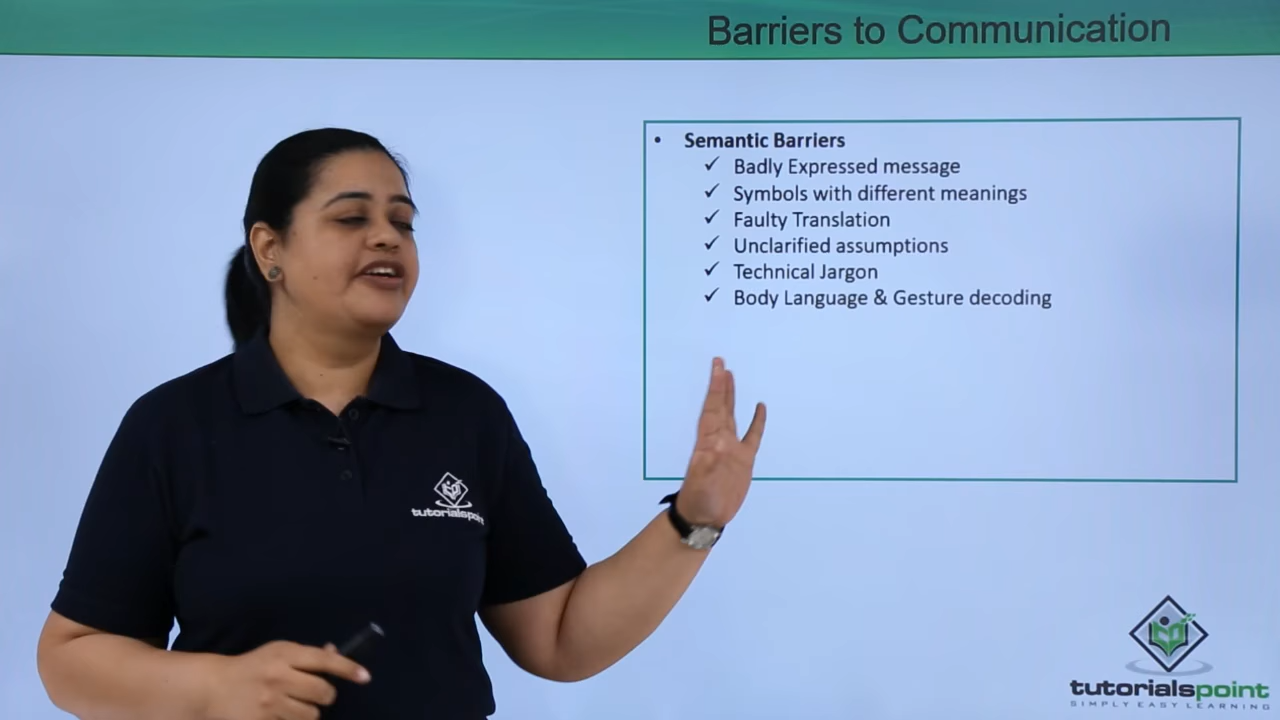 Barriers to Communication
• Semantic Barriers
✓ Badly Expressed message
✓ Symbols with different meanings
✓ Faulty Translation
✓ Unclarified assumptions
✓ Technical Jargon
✓ Body Language & Gesture decoding
tutorialspoint
tutorialspoint
SIMPLY EASY LEARNING